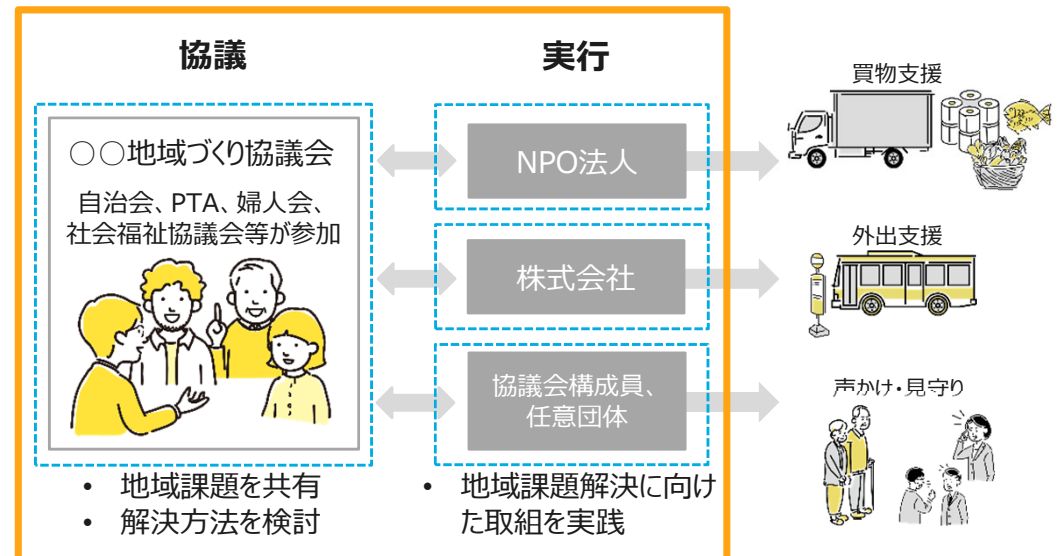 協議
実行
○○地域づくり協議会
自治会、PTA、婦人会、
社会福祉協議会等が参加
• 地域課題を共有
• 解決方法を検討
NPO法人
株式会社
協議会構成員、
任意団体
• 地域課題解決に向け
た取組を実践
買物支援
外出支援
声かけ・見守り